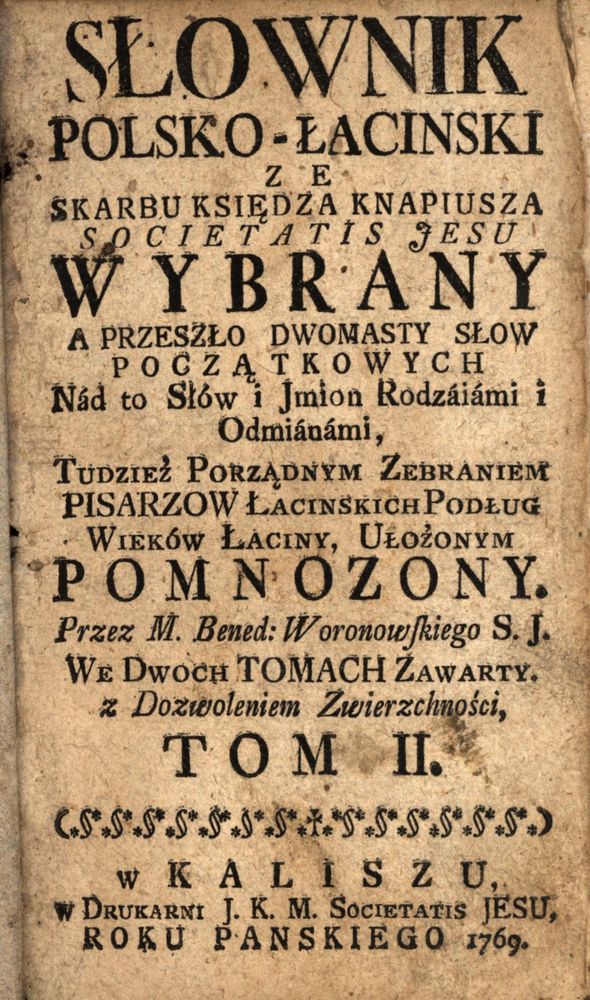 SŁOWNIK
POLSKO-ŁACINSKI
ZE
SKARBU KSIĘDZA KNAPIUSZA
SOCIETATIS JESU
WYBRANY
A PRZESZŁO DWOMASTY SŁOW
POCZĄTKOWYCH
Nád to Słów i Jmion Rodzáiámi i
Odmiánámi,
TUDZIEŻ PORZĄDNYM ZEBRANIEM
PISARZOW ŁACINSKICH PODŁUG
WIEKÓW ŁACINY, UŁOŻONYM
POMNOZONY.
Przez M. Bened: Woronowſkiego S. J.
WE DWOCH TOMACH ZAWARTY.
z Dozwoleniem Zwierzchności,
TOM II.
(.§*.§*.§*.§*.§*.§*.§*.✝.*§*.§*.§*.§*.§*.§*.)
w KALISZU,
w DRUKARNI J. K. M. SOCIETATIS JESU,
ROKU PANSKIEGO 1769.